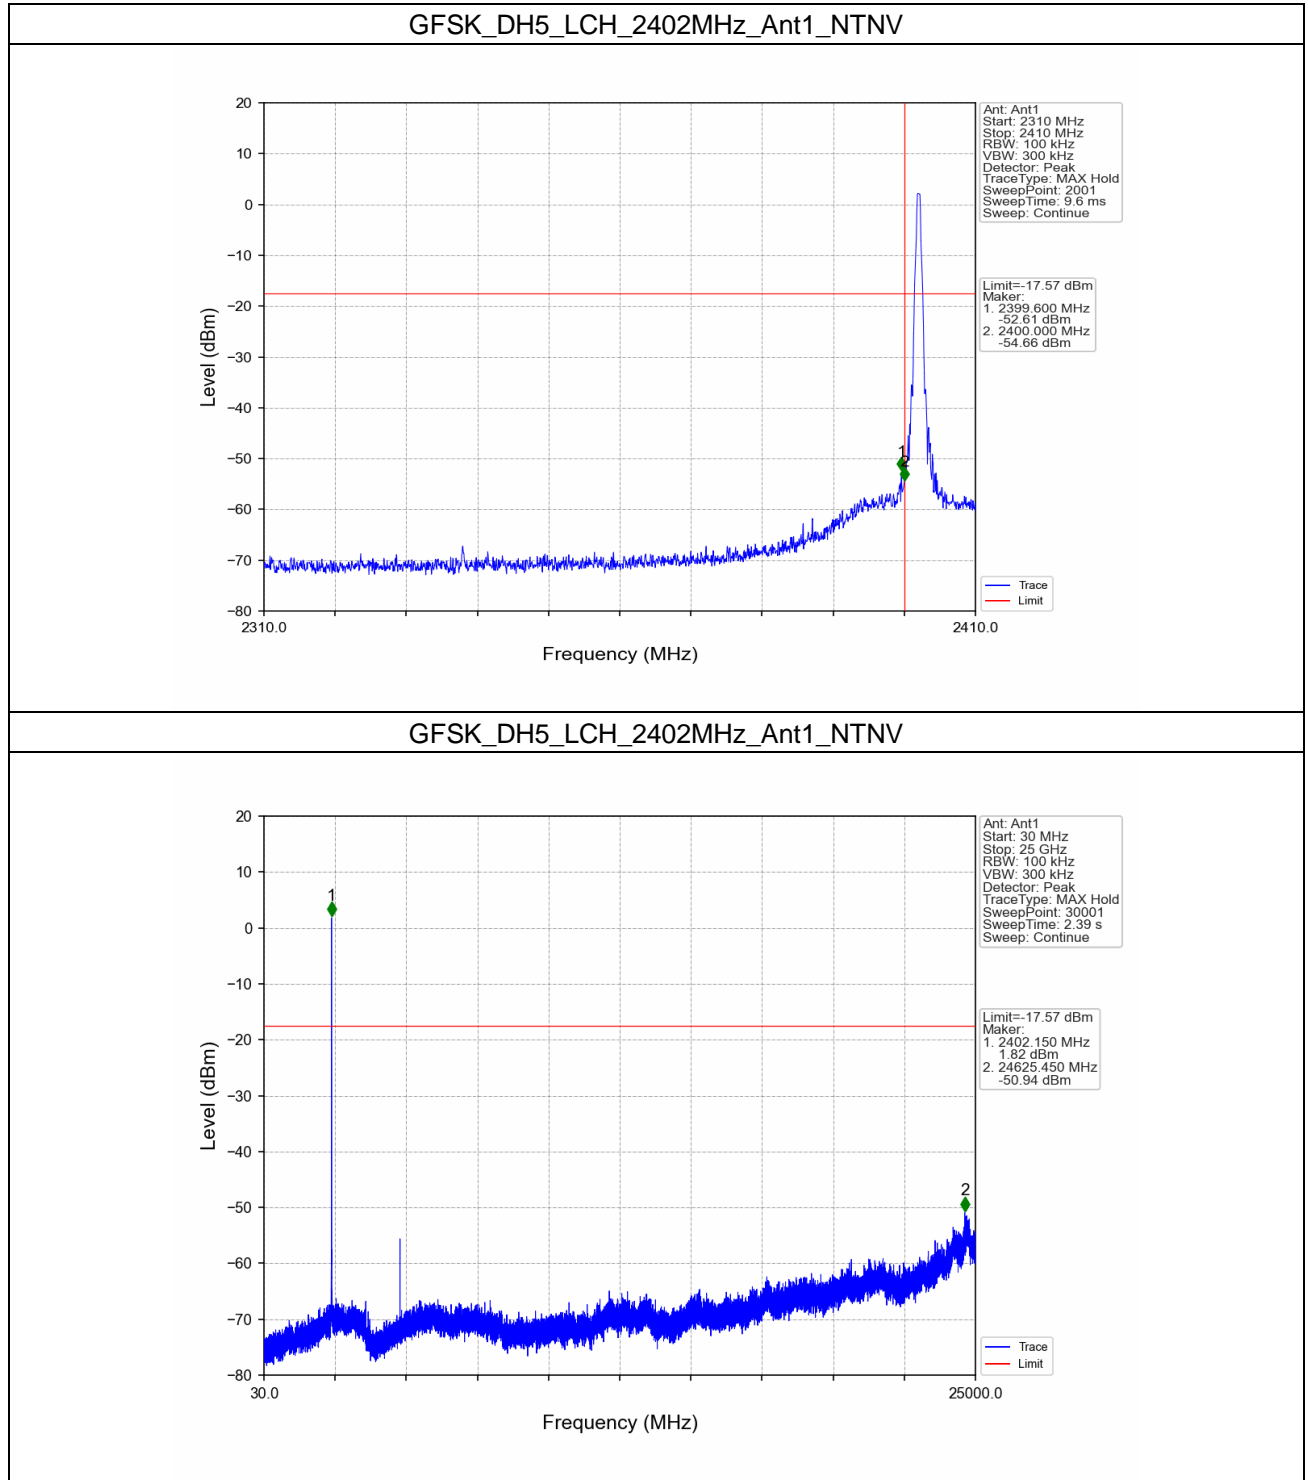 GFSK_DH5_LCH_2402MHz_Ant1_NTNV
20
10
0
−10
−20
−30
−40
−50
−60
−70
−80
Level (dBm)
2310.0
2410.0
Frequency (MHz)
1
2
Ant: Ant1
Start: 2310 MHz
Stop: 2410 MHz
RBW: 100 kHz
VBW: 300 kHz
Detector: Peak
TraceType: MAX Hold
SweepPoint: 2001
SweepTime: 9.6 ms
Sweep: Continue
Limit=-17.57 dBm
Maker:
1. 2399.600 MHz
-52.61 dBm
2. 2400.000 MHz
-54.66 dBm
Trace
Limit
GFSK_DH5_LCH_2402MHz_Ant1_NTNV
20
10
0
−10
−20
−30
−40
−50
−60
−70
−80
Level (dBm)
30.0
25000.0
Frequency (MHz)
1
2
Ant: Ant1
Start: 30 MHz
Stop: 25 GHz
RBW: 100 kHz
VBW: 300 kHz
Detector: Peak
TraceType: MAX Hold
SweepPoint: 30001
SweepTime: 2.39 s
Sweep: Continue
Limit=-17.57 dBm
Maker:
1. 2402.150 MHz
1.82 dBm
2. 24625.450 MHz
-50.94 dBm
Trace
Limit